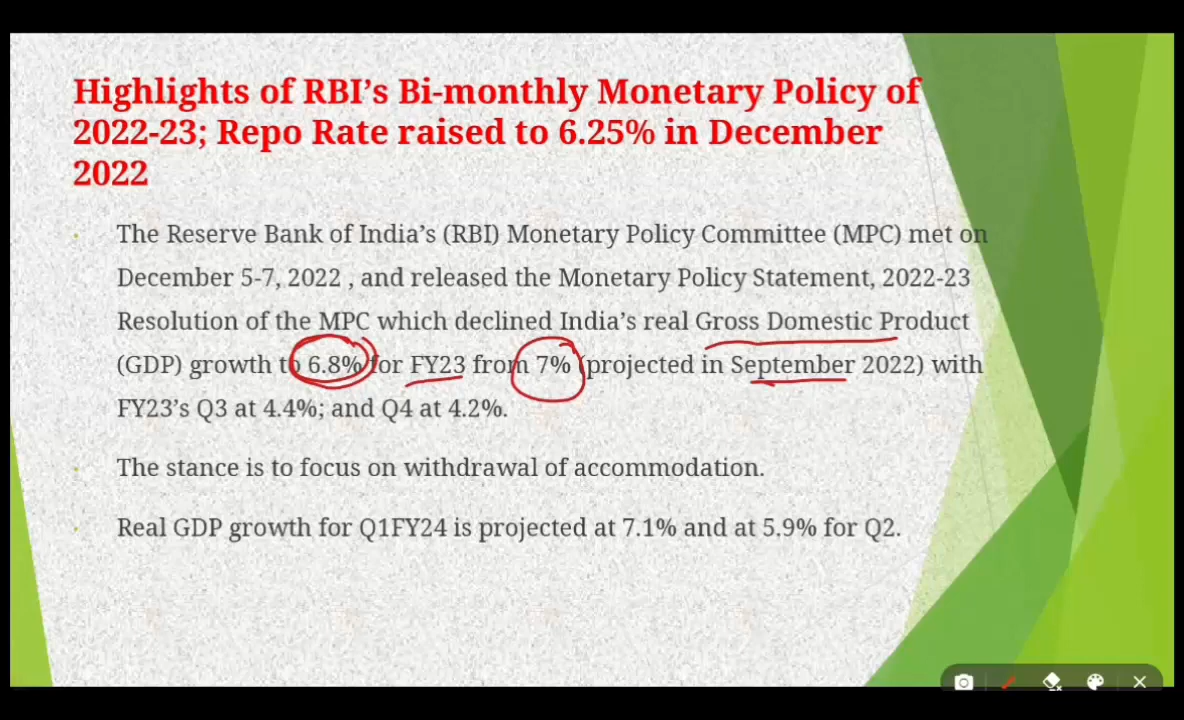 Highlights of RBI’s Bi-monthly Monetary Policy of
2022-23; Repo Rate raised to 6.25% in December
2022
The Reserve Bank of India’s (RBI) Monetary Policy Committee (MPC) met on
December 5-7, 2022 , and released the Monetary Policy Statement, 2022-23
Resolution of the MPC which declined India’s real Gross Domestic Product
(GDP) growth to 6.8% for FY23 from 7% (projected in September 2022) with
FY23’s Q3 at 4.4%; and Q4 at 4.2%.
The stance is to focus on withdrawal of accommodation.
Real GDP growth for Q1FY24 is projected at 7.1% and at 5.9% for Q2.